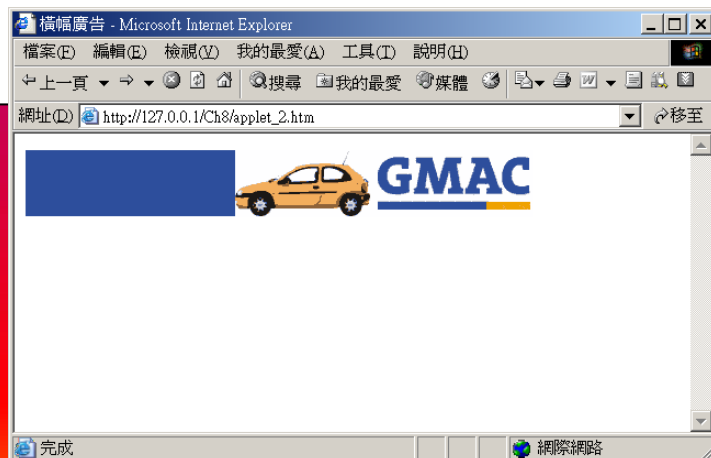 橫幅廣告 - Microsoft Internet Explorer
檔案(F) 編輯(E) 檢視(V) 我的最愛(A) 工具(T) 說明(H)
上一頁 搜尋 我的最愛 媒體
網址(D) http://127.0.0.1/Ch8/applet_2.htm 移至
GMAC
完成 網際網路